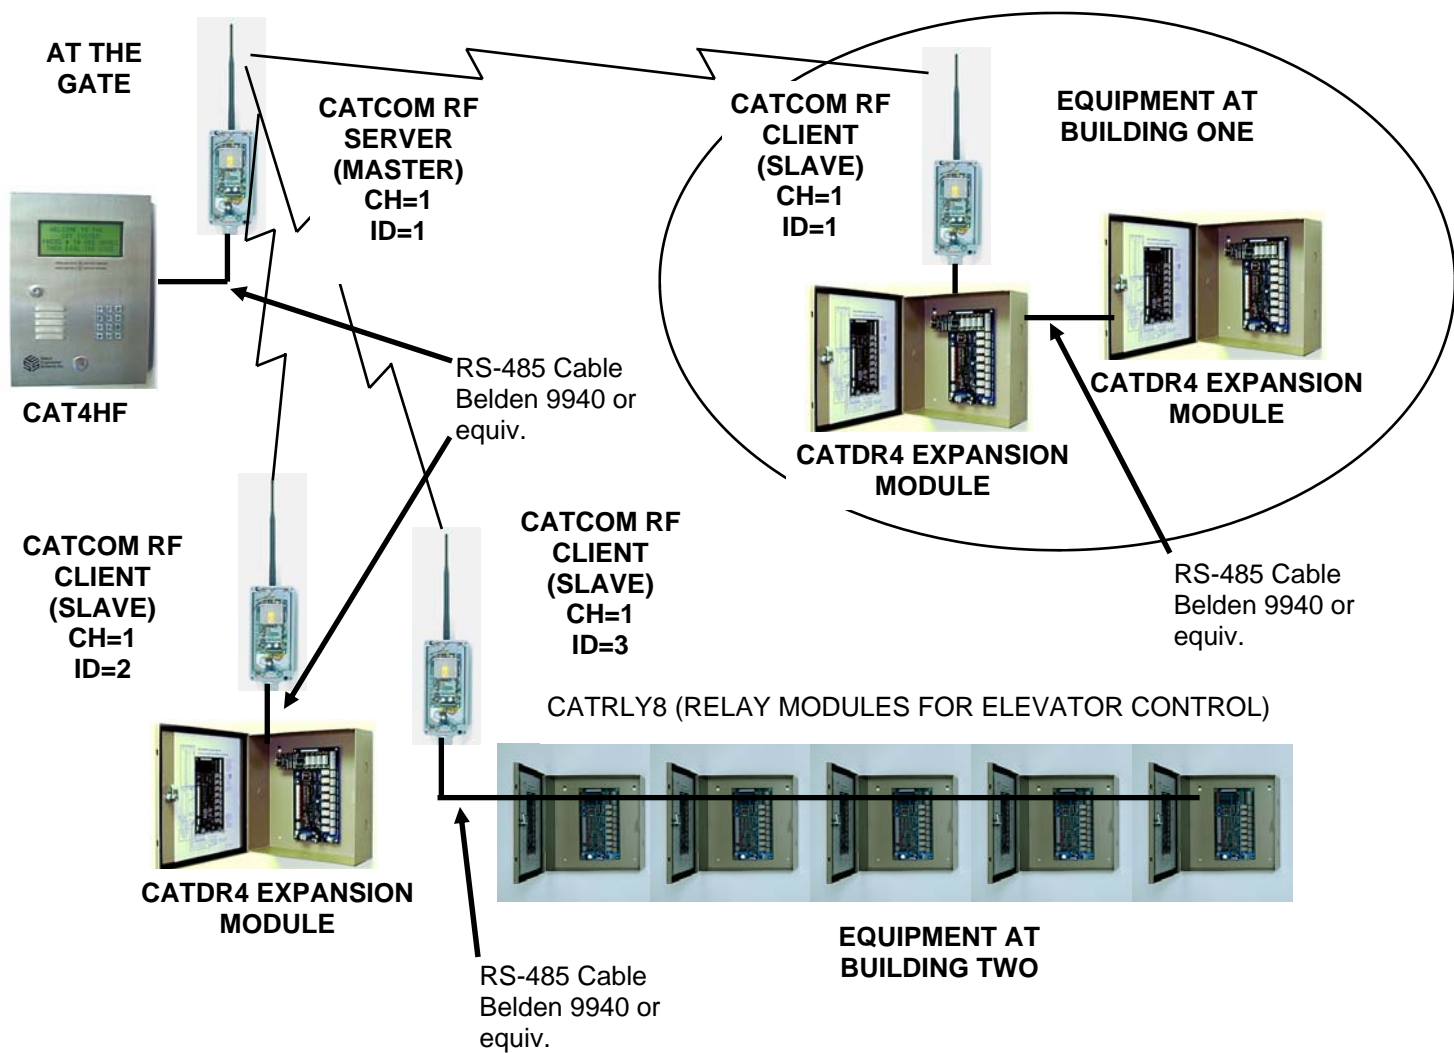 AT THE
GATE
CATCOM RF
SERVER
(MASTER)
CH=1
ID=1
CATCOM RF
CLIENT
(SLAVE)
CH=1
ID=1
EQUIPMENT AT
BUILDING ONE
CAT4HF
RS-485 Cable
Belden 9940 or
equiv.
CATDR4 EXPANSION
MODULE
CATDR4 EXPANSION
MODULE
RS-485 Cable
Belden 9940 or
equiv.
CATCOM RF
CLIENT
(SLAVE)
CH=1
ID=2
CATCOM RF
CLIENT
(SLAVE)
CH=1
ID=3
CATRLY8 (RELAY MODULES FOR ELEVATOR CONTROL)
CATDR4 EXPANSION
MODULE
EQUIPMENT AT
BUILDING TWO
RS-485 Cable
Belden 9940 or
equiv.